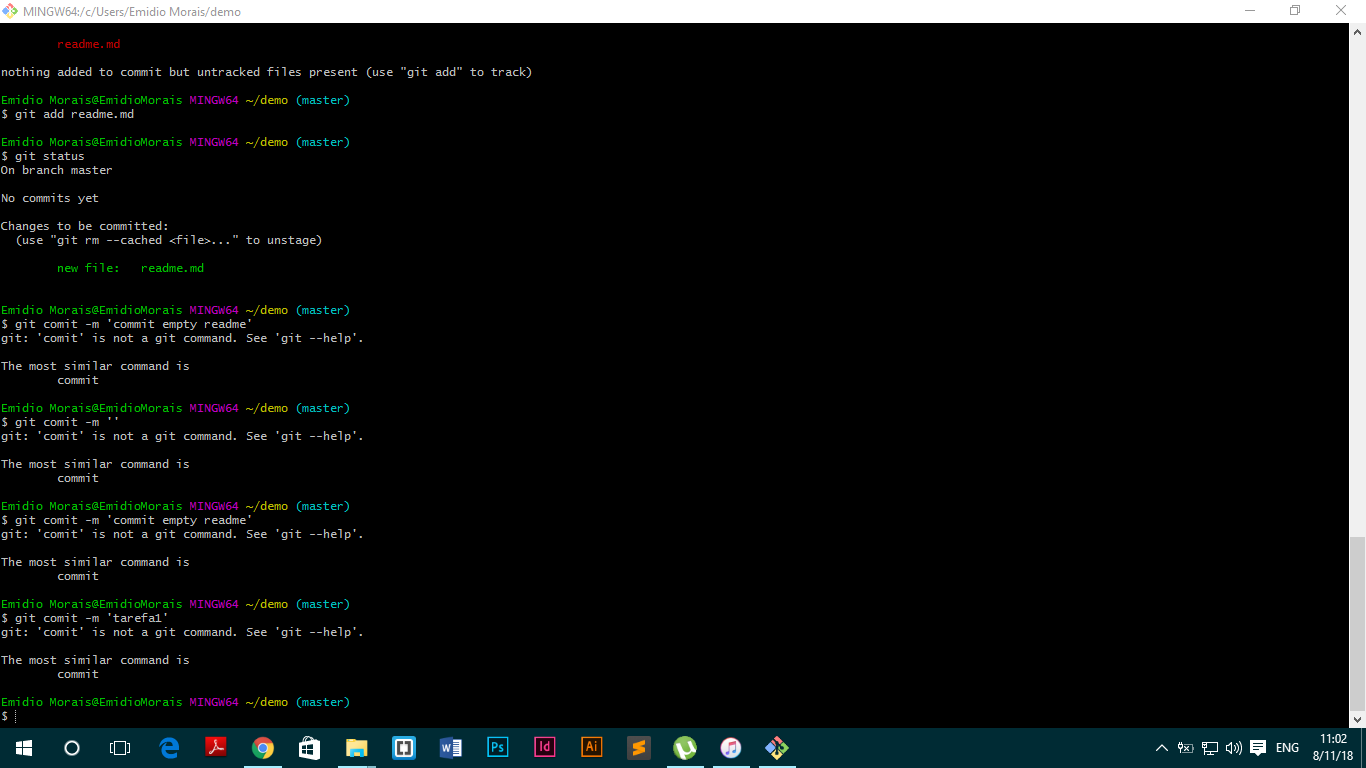 MINGW64:/c/Users/Emidio Morais/demo
readme.md
nothing added to commit but untracked files present (use "git add" to track)
Emidio Morais@EmidioMorais MINGW64 ~/demo (master)
$ git add readme.md
Emidio Morais@EmidioMorais MINGW64 ~/demo (master)
$ git status
On branch master
No commits yet
Changes to be committed:
(use "git rm --cached <file>..." to unstage)
new file:   readme.md
Emidio Morais@EmidioMorais MINGW64 ~/demo (master)
$ git comit -m 'commit empty readme'
git: 'comit' is not a git command. See 'git --help'.
The most similar command is
commit
Emidio Morais@EmidioMorais MINGW64 ~/demo (master)
$ git comit -m ''
git: 'comit' is not a git command. See 'git --help'.
The most similar command is
commit
Emidio Morais@EmidioMorais MINGW64 ~/demo (master)
$ git comit -m 'commit empty readme'
git: 'comit' is not a git command. See 'git --help'.
The most similar command is
commit
Emidio Morais@EmidioMorais MINGW64 ~/demo (master)
$ git comit -m 'tarefa1'
git: 'comit' is not a git command. See 'git --help'.
The most similar command is
commit
Emidio Morais@EmidioMorais MINGW64 ~/demo (master)
$
Ps
Id
Ai
ENG
11:02
8/11/18